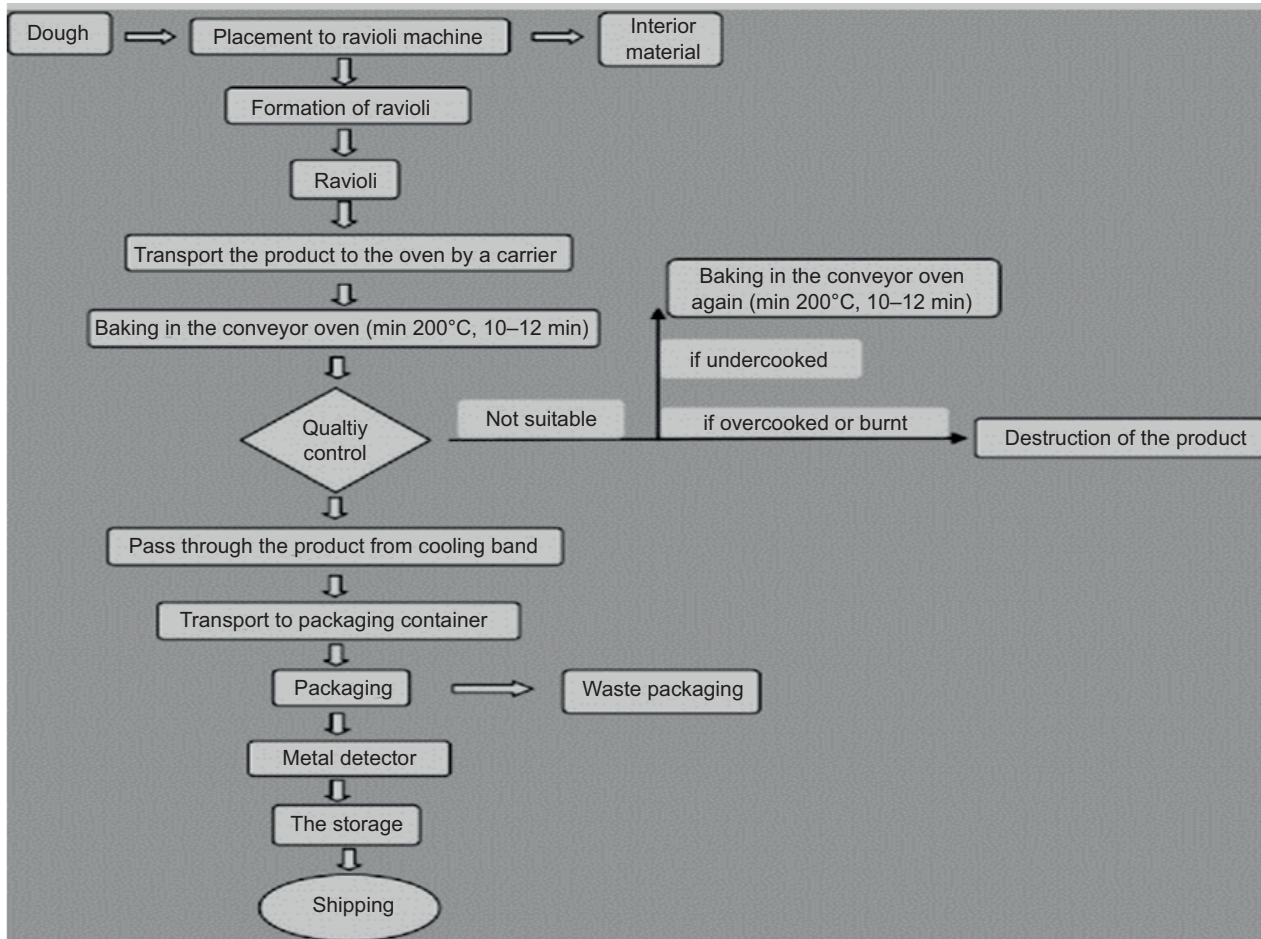 Dough
Placement to ravioli machine
Interior
material
Formation of ravioli
Ravioli
Transport the product to the oven by a carrier
Baking in the conveyor oven
again (min 200°C, 10–12 min)
Baking in the conveyor oven (min 200°C, 10–12 min)
if undercooked
Not suitable
if overcooked or burnt
Qualtiy
control
Destruction of the product
Pass through the product from cooling band
Transport to packaging container
Packaging
Waste packaging
Metal detector
The storage
Shipping